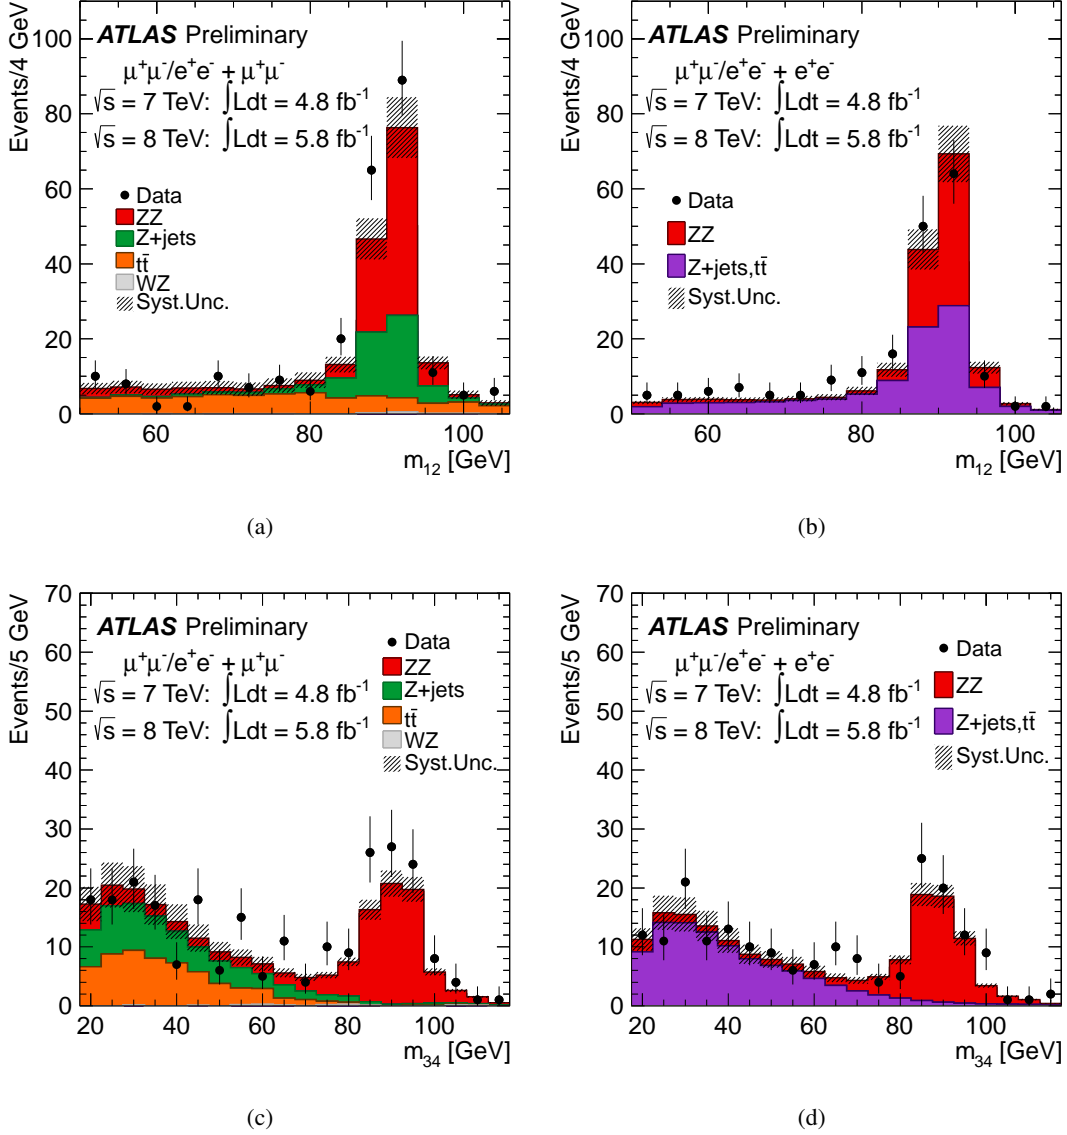 Events/4 GeV
100
80
60
40
20
0
ATLAS Preliminary
μ⁺μ⁻/e⁺e⁻ + μ⁺μ⁻
√s = 7 TeV: ∫Ldt = 4.8 fb⁻¹
√s = 8 TeV: ∫Ldt = 5.8 fb⁻¹
Data
ZZ
Z+jets
tt̄
WZ
Syst.Unc.
60 80 100
m₁₂ [GeV]
(a)
Events/4 GeV
100
80
60
40
20
0
ATLAS Preliminary
μ⁺μ⁻/e⁺e⁻ + e⁺e⁻
√s = 7 TeV: ∫Ldt = 4.8 fb⁻¹
√s = 8 TeV: ∫Ldt = 5.8 fb⁻¹
Data
ZZ
Z+jets,tt̄
Syst.Unc.
60 80 100
m₁₂ [GeV]
(b)
Events/5 GeV
70
60
50
40
30
20
10
0
ATLAS Preliminary
μ⁺μ⁻/e⁺e⁻ + μ⁺μ⁻
√s = 7 TeV: ∫Ldt = 4.8 fb⁻¹
√s = 8 TeV: ∫Ldt = 5.8 fb⁻¹
Data
ZZ
Z+jets
tt̄
WZ
Syst.Unc.
20 40 60 80 100
m₃₄ [GeV]
(c)
Events/5 GeV
70
60
50
40
30
20
10
0
ATLAS Preliminary
μ⁺μ⁻/e⁺e⁻ + e⁺e⁻
√s = 7 TeV: ∫Ldt = 4.8 fb⁻¹
√s = 8 TeV: ∫Ldt = 5.8 fb⁻¹
Data
ZZ
Z+jets,tt̄
Syst.Unc.
20 40 60 80 100
m₃₄ [GeV]
(d)